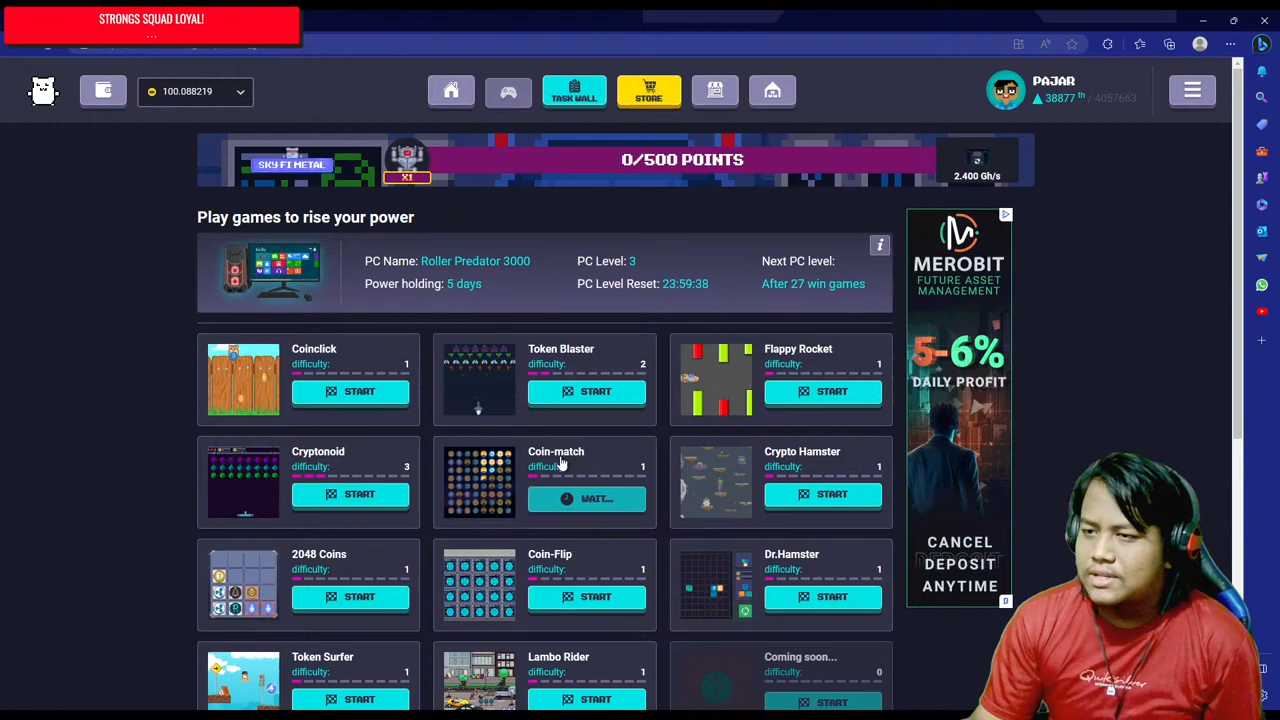 STRONGS SQUAD LOYAL!
...
100.088219
TASK WALL
STORE
PAJAR
38877 th / 4057663
SKY FI METAL
X1
0/500 POINTS
2.400 Gh/s
Play games to rise your power
PC Name: Roller Predator 3000
PC Level: 3
Next PC level:
Power holding: 5 days
PC Level Reset: 23:59:38
After 27 win games
Coinclick
difficulty: 1
START
Token Blaster
difficulty: 2
START
Flappy Rocket
difficulty: 1
START
Cryptonoid
difficulty: 3
START
Coin-match
difficulty: 1
WAIT...
Crypto Hamster
difficulty: 1
START
2048 Coins
difficulty: 1
START
Coin-Flip
difficulty: 1
START
Dr.Hamster
difficulty: 1
START
Token Surfer
difficulty: 1
START
Lambo Rider
difficulty: 1
START
Coming soon...
difficulty: 0
START
MEROBIT
FUTURE ASSET
MANAGEMENT
5-6%
DAILY PROFIT
CANCEL
DEPOSIT
ANYTIME
Quiksilver